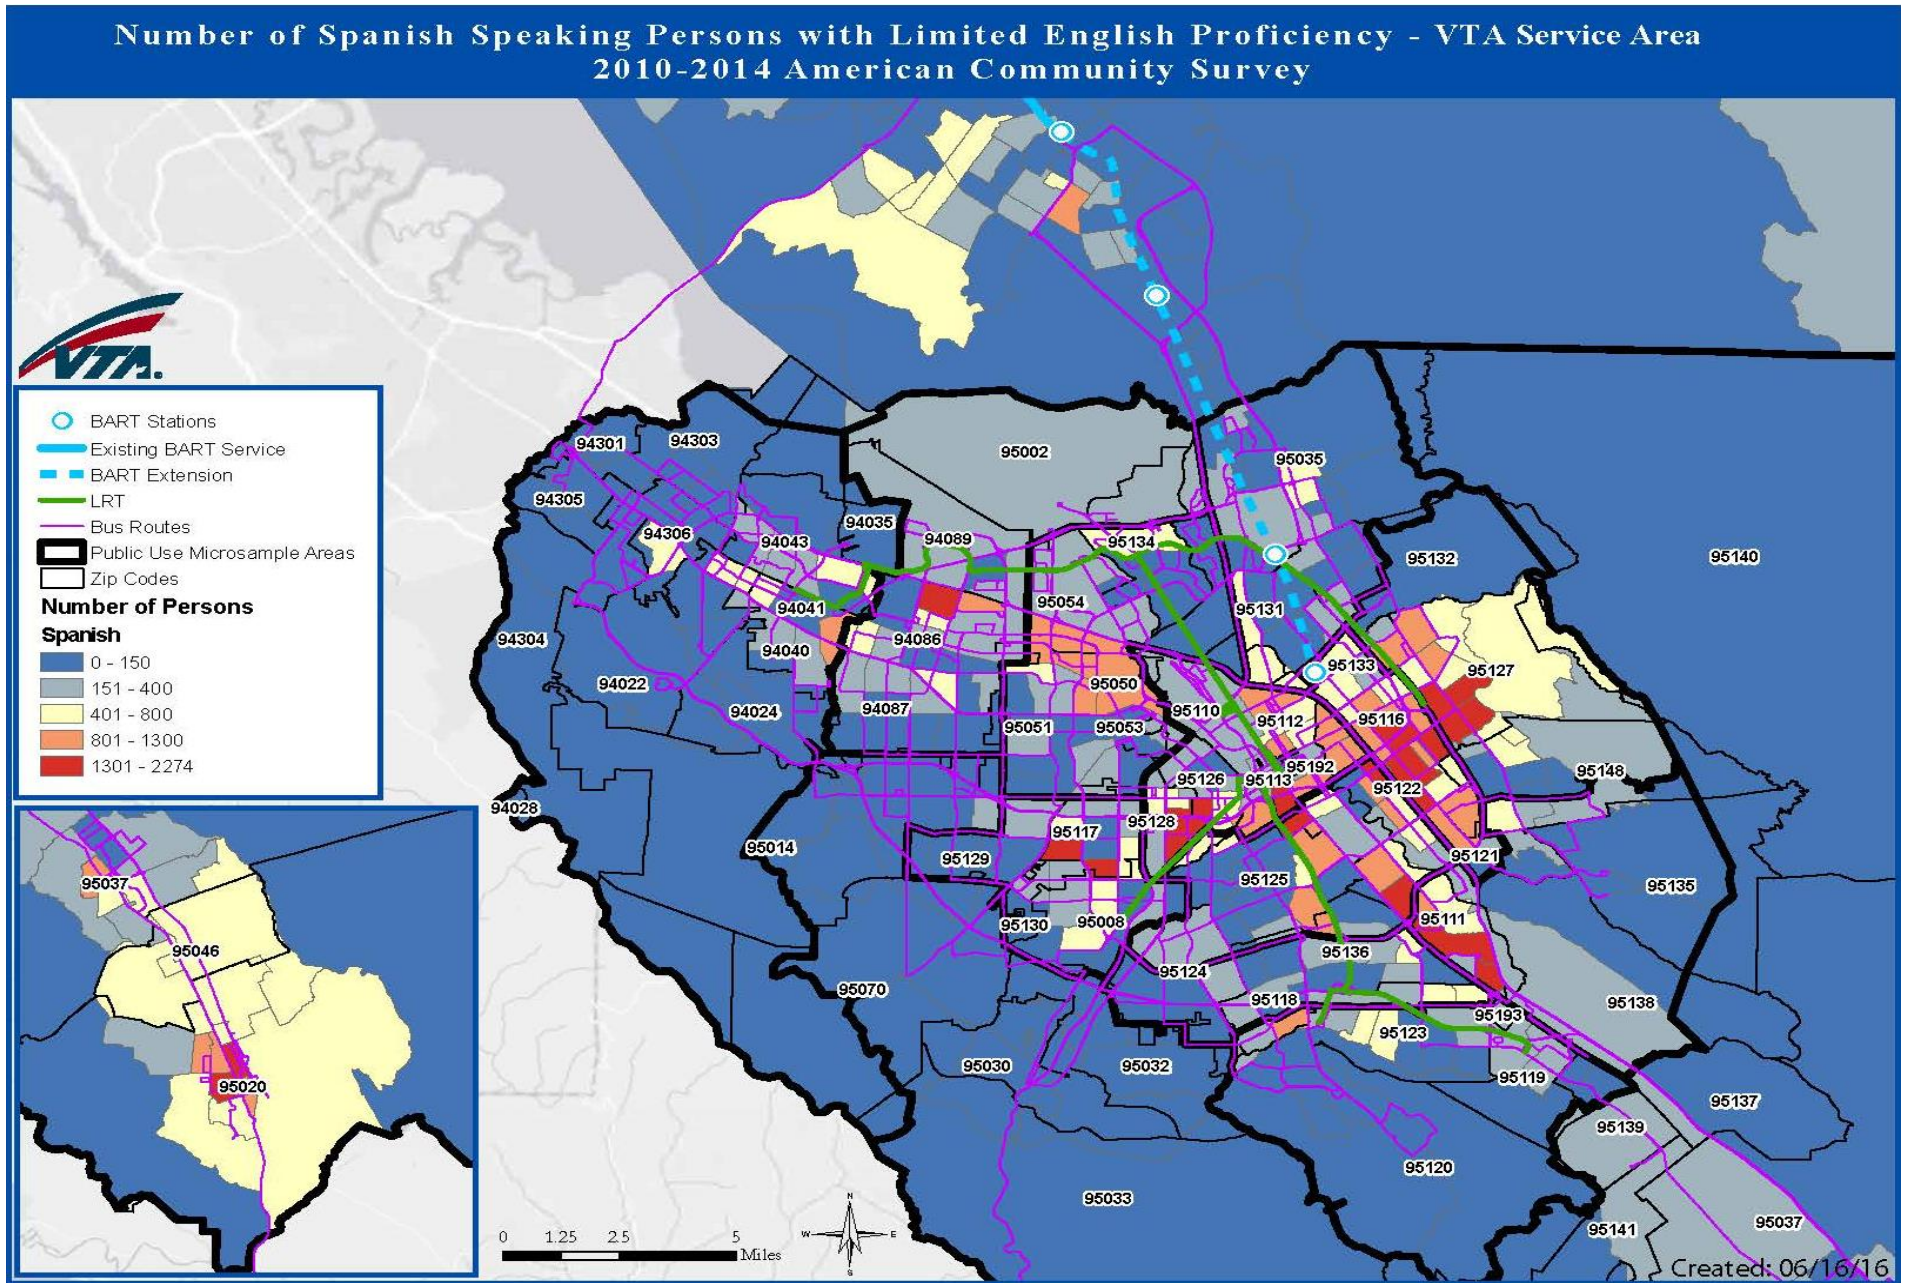 Number of Spanish Speaking Persons with Limited English Proficiency - VTA Service Area
2010-2014 American Community Survey
VTA.
BART Stations
Existing BART Service
BART Extension
LRT
Bus Routes
Public Use Microsample Areas
Zip Codes
Number of Persons
Spanish
0 - 150
151 - 400
401 - 800
801 - 1300
1301 - 2274
94301
94303
95002
95035
94305
94306
94043
94035
94089
95134
95132
95140
94304
94041
94040
94086
95054
95131
95133
95127
94022
94024
94087
95050
95051
95053
95110
95112
95116
94028
95014
95126
95113
95192
95122
95148
95117
95128
95129
95121
95125
95135
95130
95008
95111
95136
95070
95124
95118
95193
95138
95123
95030
95032
95119
95137
95139
95120
95033
95141
95037
95037
95046
95020
0 1.25 2.5 5
Miles
N
W E
S
Created: 06/16/16